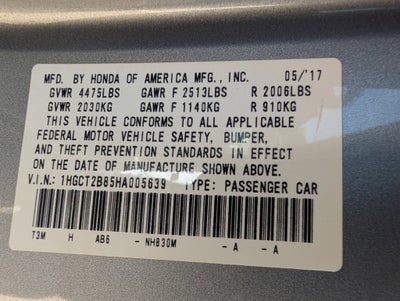 MFD. BY HONDA OF AMERICA MFG., INC. 05/'17
GVWR 4475LBS GAWR F 2513LBS R 2006LBS
GVWR 2030KG GAWR F 1140KG R 910KG
THIS VEHICLE CONFORMS TO ALL APPLICABLE
FEDERAL MOTOR VEHICLE SAFETY, BUMPER,
AND THEFT PREVENTION STANDARDS IN EFFECT
ON THE DATE OF MANUFACTURE SHOWN ABOVE.
V.I.N.: 1HGCT2B85HA005639 TYPE: PASSENGER CAR
T3M H AB6 - NH830M - A - A